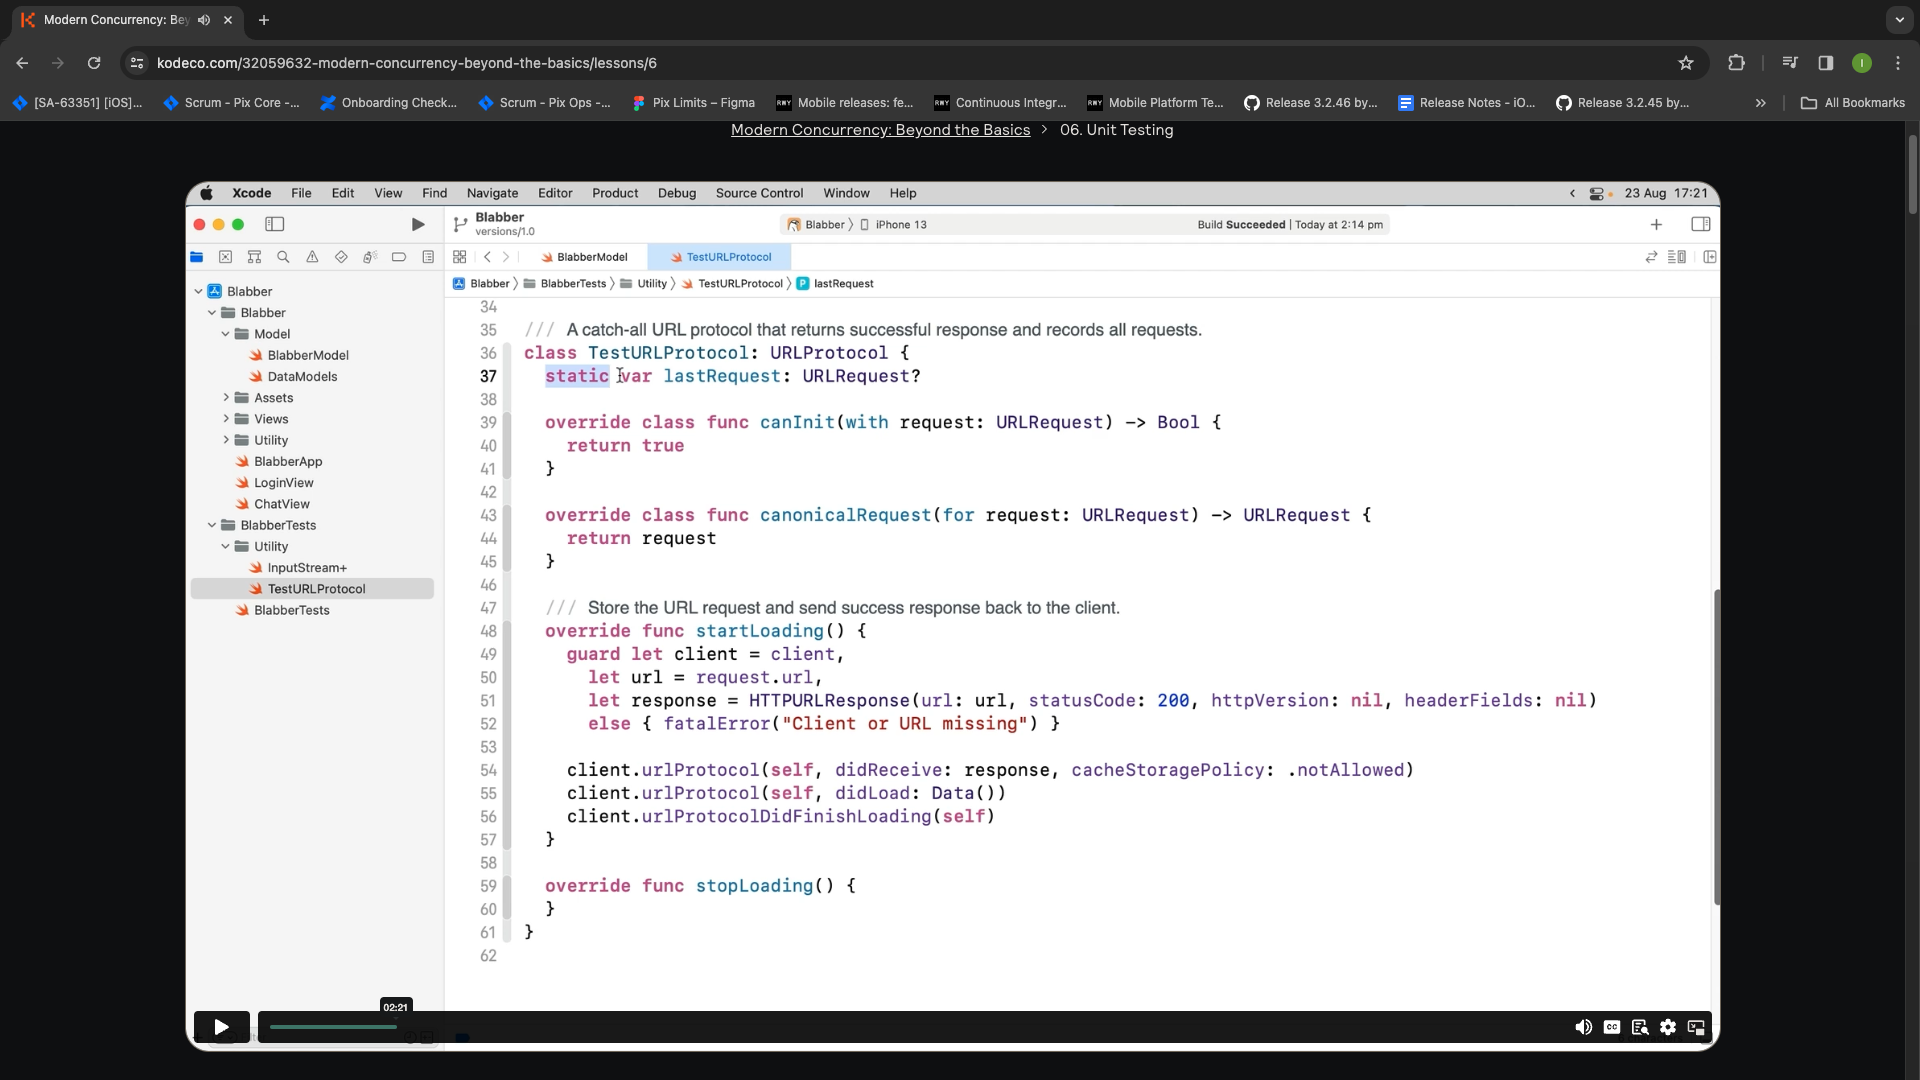 Modern Concurrency: Bey
kodeco.com/32059632-modern-concurrency-beyond-the-basics/lessons/6
I
[SA-63351] [iOS]...
Scrum - Pix Core -...
Onboarding Check...
Scrum - Pix Ops -...
Pix Limits – Figma
RWY Mobile releases: fe...
RWY Continuous Integr...
RWY Mobile Platform Te...
Release 3.2.46 by...
Release Notes - iO...
Release 3.2.45 by...
All Bookmarks
Modern Concurrency: Beyond the Basics > 06. Unit Testing
Xcode File Edit View Find Navigate Editor Product Debug Source Control Window Help
23 Aug 17:21
Blabber
versions/1.0
Blabber > iPhone 13
Build Succeeded | Today at 2:14 pm
BlabberModel
TestURLProtocol
Blabber > BlabberTests > Utility > TestURLProtocol > P lastRequest
Blabber
Blabber
Model
BlabberModel
DataModels
Assets
Views
Utility
BlabberApp
LoginView
ChatView
BlabberTests
Utility
InputStream+
TestURLProtocol
BlabberTests
34
35 /// A catch-all URL protocol that returns successful response and records all requests.
36 class TestURLProtocol: URLProtocol {
37 static var lastRequest: URLRequest?
38
39 override class func canInit(with request: URLRequest) -> Bool {
40 return true
41 }
42
43 override class func canonicalRequest(for request: URLRequest) -> URLRequest {
44 return request
45 }
46
47 /// Store the URL request and send success response back to the client.
48 override func startLoading() {
49 guard let client = client,
50 let url = request.url,
51 let response = HTTPURLResponse(url: url, statusCode: 200, httpVersion: nil, headerFields: nil)
52 else { fatalError("Client or URL missing") }
53
54 client.urlProtocol(self, didReceive: response, cacheStoragePolicy: .notAllowed)
55 client.urlProtocol(self, didLoad: Data())
56 client.urlProtocolDidFinishLoading(self)
57 }
58
59 override func stopLoading() {
60 }
61 }
62
02:21
CC